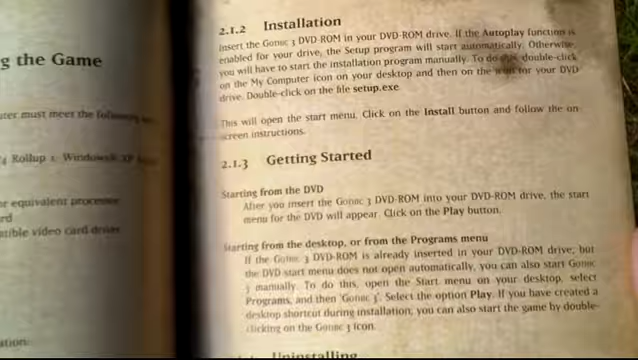 g the Game
ter must meet the following
4 Rollup 1: Windows® XP
or equivalent processor
rd
tible video card driver
ation:
2.1.2 Installation
Insert the Gothic 3 DVD-ROM in your DVD-ROM drive. If the Autoplay function is
enabled for your drive, the Setup program will start automatically. Otherwise,
you will have to start the installation program manually. To do this, double-click
on the My Computer icon on your desktop and then on the icon for your DVD
drive. Double-click on the file setup.exe.
This will open the start menu. Click on the Install button and follow the on
screen instructions.
2.1.3 Getting Started
Starting from the DVD
After you insert the Gothic 3 DVD-ROM into your DVD-ROM drive, the start
menu for the DVD will appear. Click on the Play button.
Starting from the desktop, or from the Programs menu
If the Gothic 3 DVD-ROM is already inserted in your DVD-ROM drive, but
the DVD start menu does not open automatically, you can also start Gothic
3 manually. To do this, open the Start menu on your desktop, select
Programs, and then 'Gothic 3'. Select the option Play. If you have created a
desktop shortcut during installation, you can also start the game by double-
clicking on the Gothic 3 icon.
Uninstalling